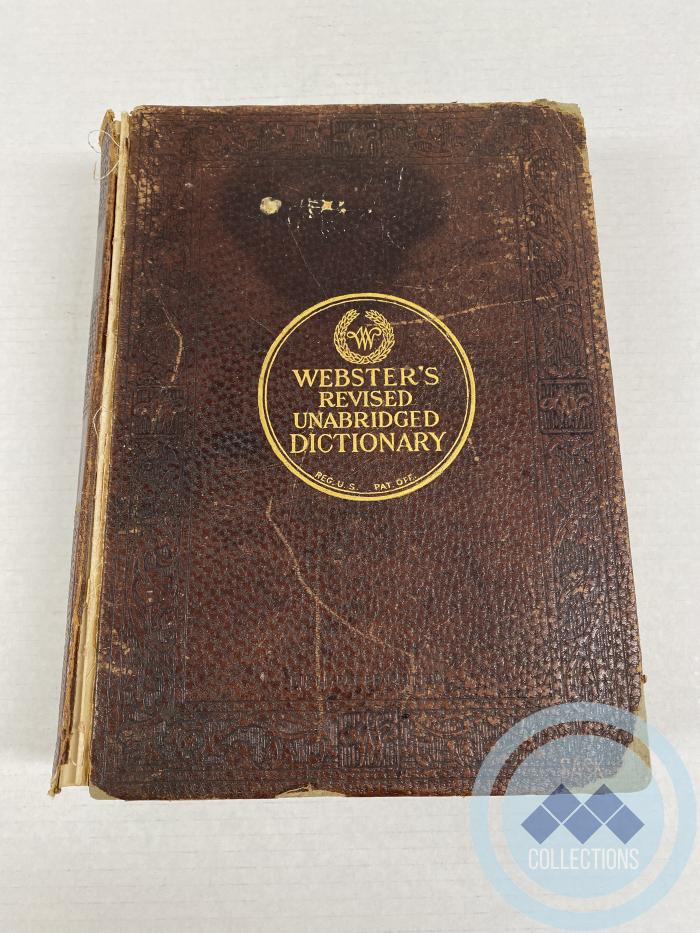 W
WEBSTER'S
REVISED
UNABRIDGED
DICTIONARY
REG. U.S. PAT. OFF.
COLLECTIONS